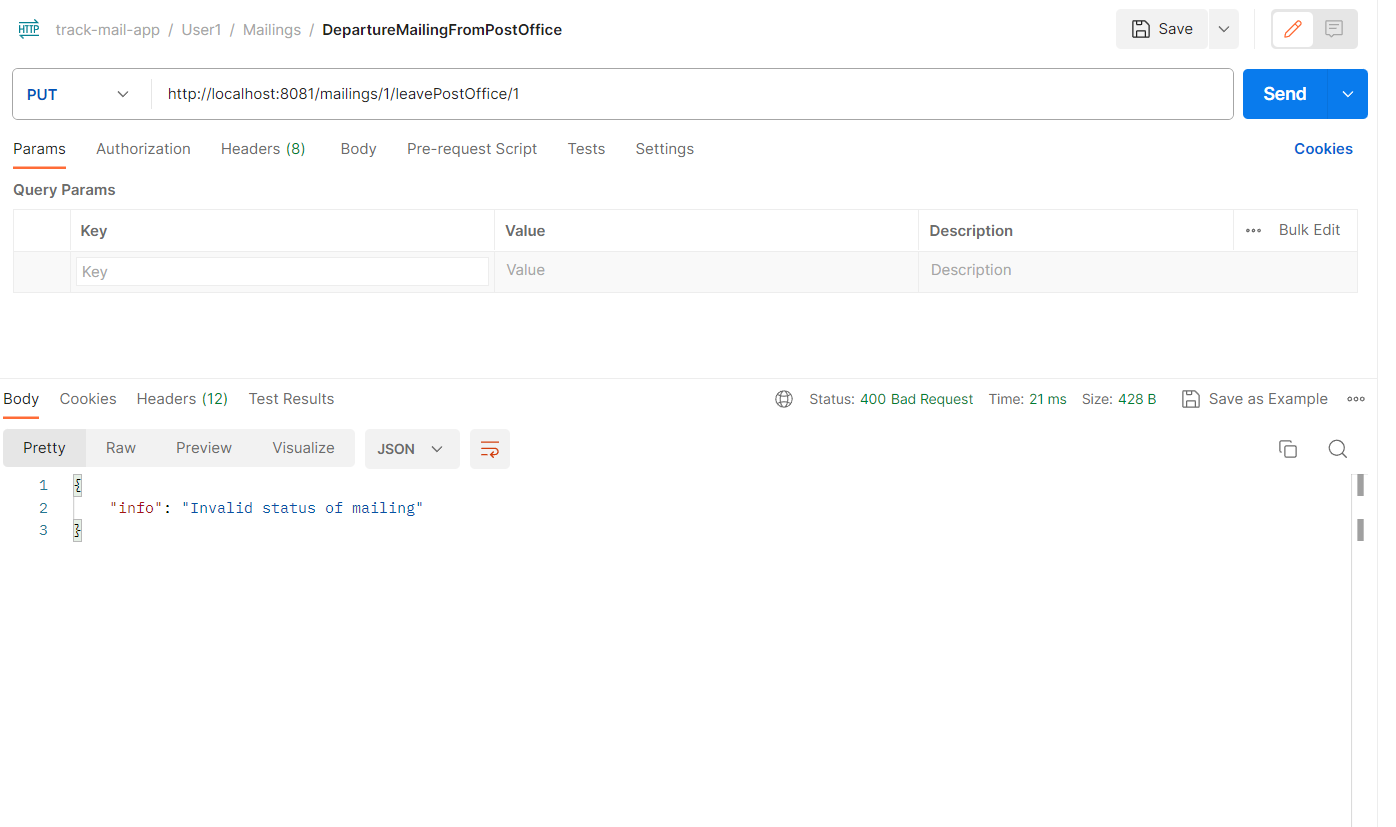 HTTP track-mail-app / User1 / Mailings / DepartureMailingFromPostOffice Save
PUT http://localhost:8081/mailings/1/leavePostOffice/1 Send
Params Authorization Headers (8) Body Pre-request Script Tests Settings Cookies
Query Params
Key Value Description Bulk Edit
Key Value Description
Body Cookies Headers (12) Test Results Status: 400 Bad Request Time: 21 ms Size: 428 B Save as Example
Pretty Raw Preview Visualize JSON
1 {
2 "info": "Invalid status of mailing"
3 }